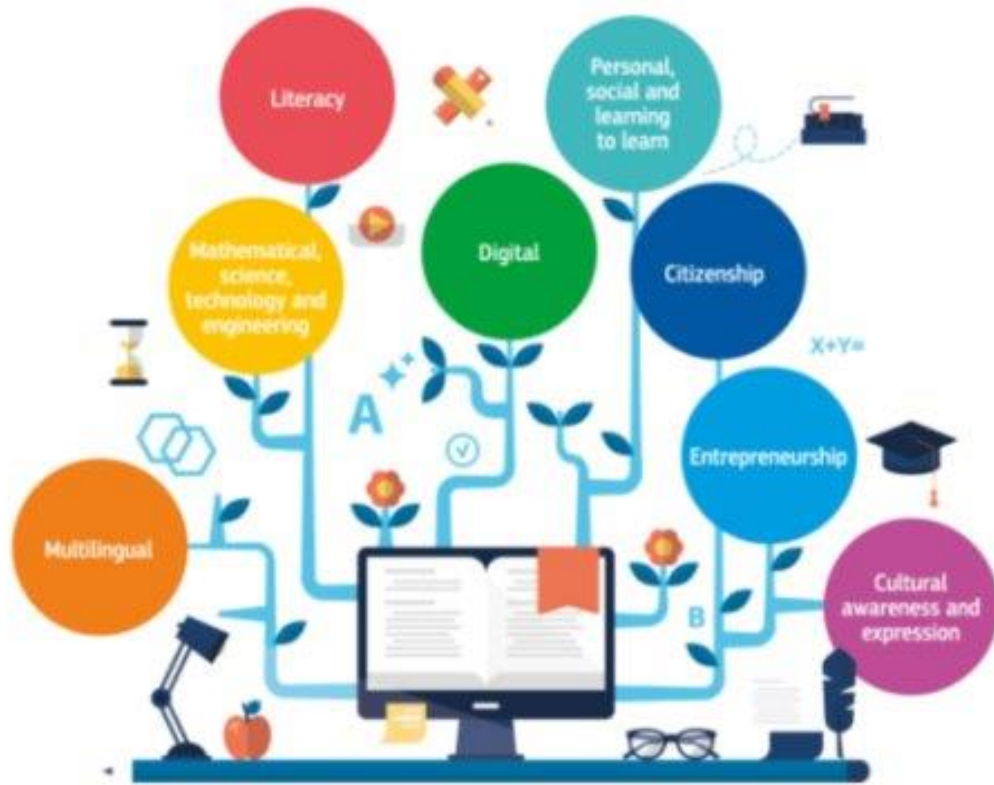 Literacy
Personal,
social and
learning
to learn
Mathematical,
science,
technology and
engineering
Digital
Citizenship
X+Y=
A
Entrepreneurship
Multilingual
B
Cultural
awareness and
expression